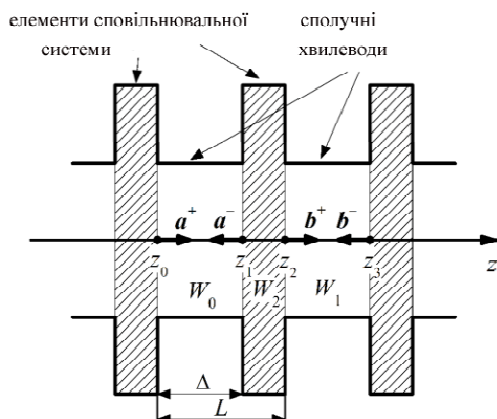 елементи сповільнювальної
системи
сполучні
хвилеводи
a⁺ a⁻ b⁺ b⁻
z₀ z₁ z₂ z₃ z
W₀ W₂ W₁
Δ
L